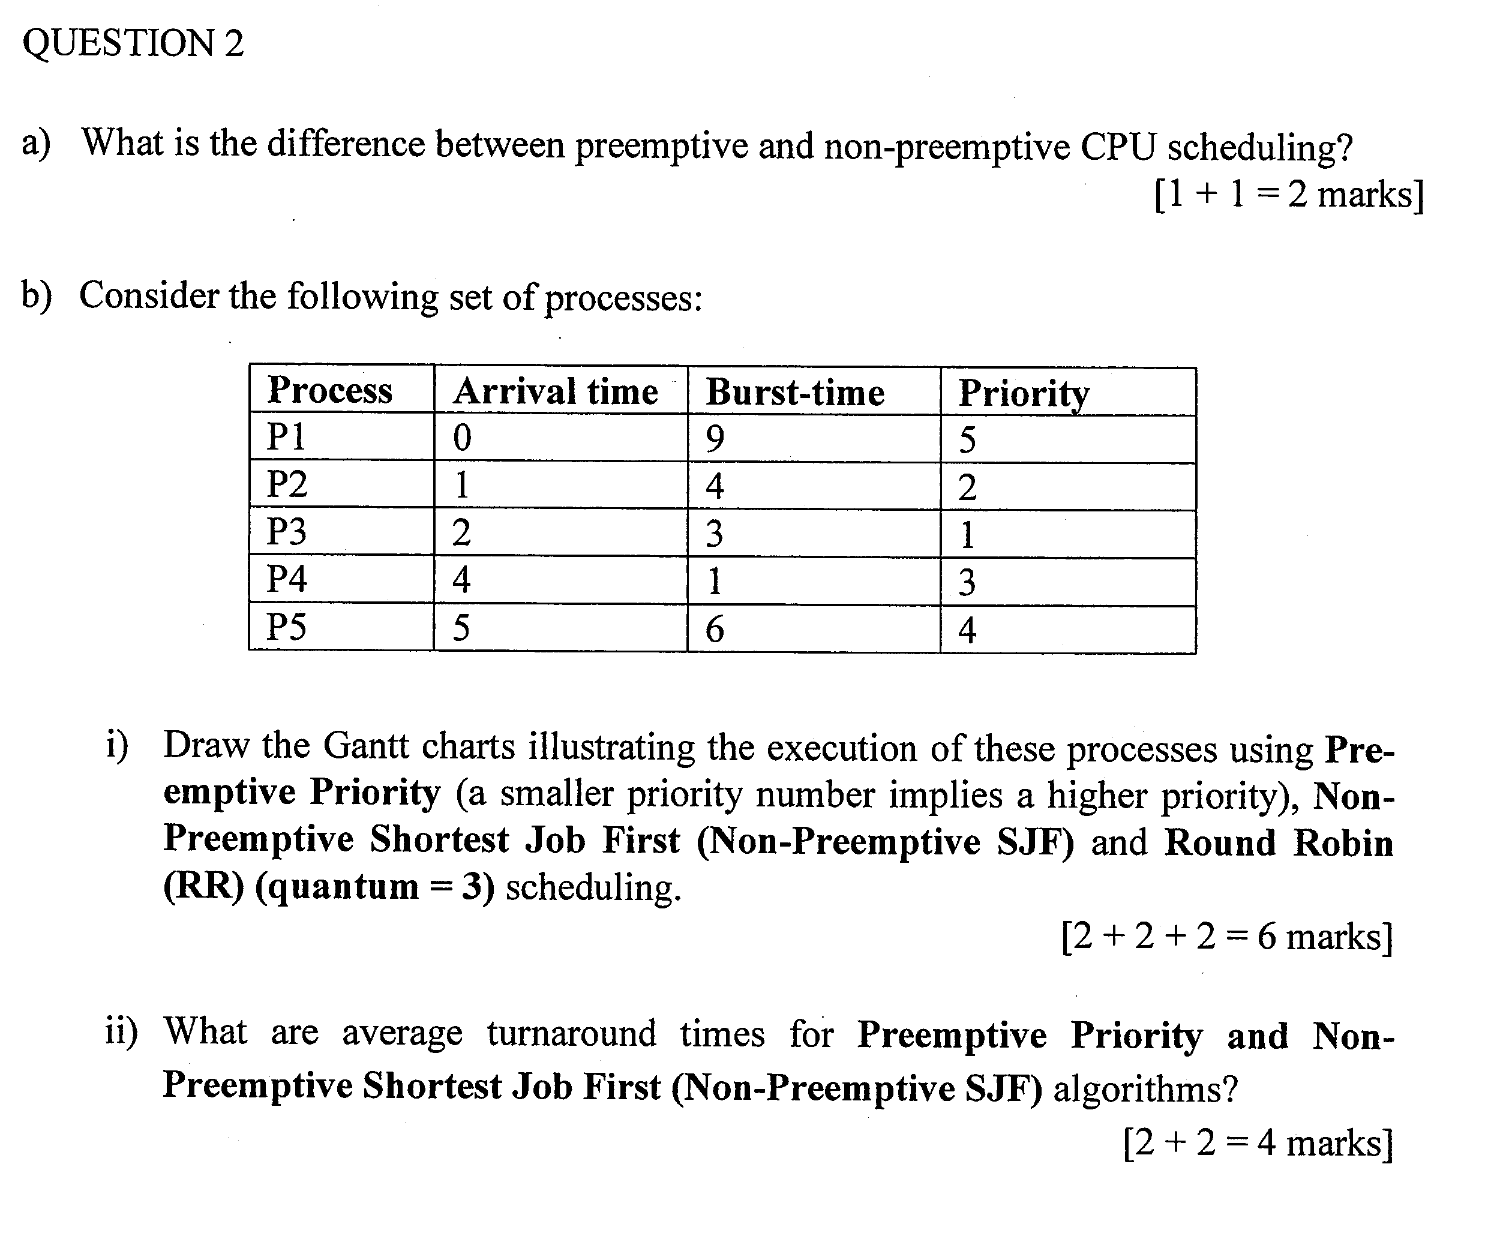 QUESTION 2
a) What is the difference between preemptive and non-preemptive CPU scheduling?
[1 + 1 = 2 marks]
b) Consider the following set of processes:
Process Arrival time Burst-time Priority
P1 0 9 5
P2 1 4 2
P3 2 3 1
P4 4 1 3
P5 5 6 4
i) Draw the Gantt charts illustrating the execution of these processes using Pre-
emptive Priority (a smaller priority number implies a higher priority), Non-
Preemptive Shortest Job First (Non-Preemptive SJF) and Round Robin
(RR) (quantum = 3) scheduling.
[2 + 2 + 2 = 6 marks]
ii) What are average turnaround times for Preemptive Priority and Non-
Preemptive Shortest Job First (Non-Preemptive SJF) algorithms?
[2 + 2 = 4 marks]